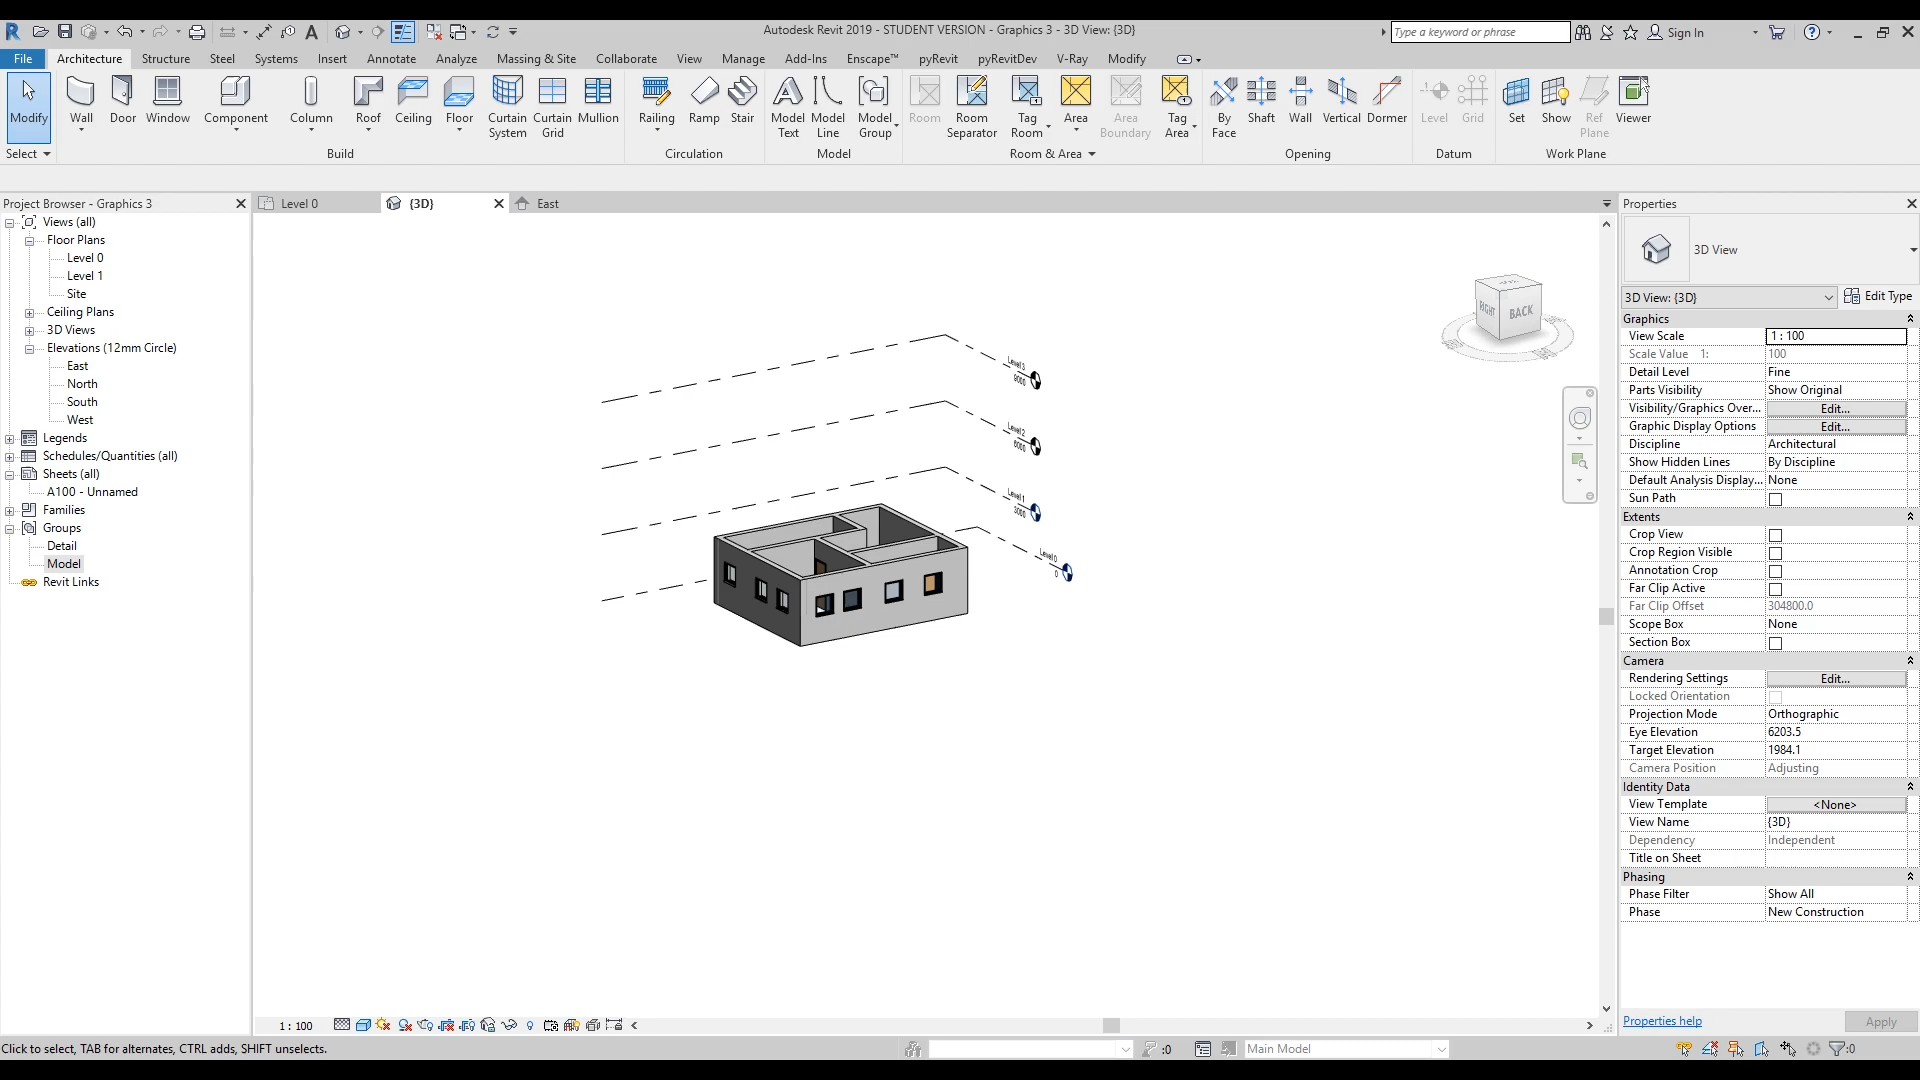 Autodesk Revit 2019 - STUDENT VERSION - Graphics 3 - 3D View: {3D}
Type a keyword or phrase
Sign In
File
Architecture
Structure
Steel
Systems
Insert
Annotate
Analyze
Massing & Site
Collaborate
View
Manage
Add-Ins
Enscape™
pyRevit
pyRevitDev
V-Ray
Modify
Modify
Wall
Door
Window
Component
Column
Roof
Ceiling
Floor
Curtain
System
Curtain
Grid
Mullion
Railing
Ramp
Stair
Model
Text
Model
Line
Model
Group
Room
Room
Separator
Tag
Room
Area
Area
Boundary
Tag
Area
By
Face
Shaft
Wall
Vertical
Dormer
Level
Grid
Set
Show
Ref
Plane
Viewer
Select
Build
Circulation
Model
Room & Area
Opening
Datum
Work Plane
Project Browser - Graphics 3
Views (all)
Floor Plans
Level 0
Level 1
Site
Ceiling Plans
3D Views
Elevations (12mm Circle)
East
North
South
West
Legends
Schedules/Quantities (all)
Sheets (all)
A100 - Unnamed
Families
Groups
Detail
Model
Revit Links
Level 0
{3D}
East
RIGHT
BACK
Level 3
9000
Level 2
6000
Level 1
3000
Level 0
0
Properties
3D View
3D View: {3D}
Edit Type
Graphics
View Scale 1 : 100
Scale Value 1: 100
Detail Level Fine
Parts Visibility Show Original
Visibility/Graphics Over... Edit...
Graphic Display Options Edit...
Discipline Architectural
Show Hidden Lines By Discipline
Default Analysis Display... None
Sun Path
Extents
Crop View
Crop Region Visible
Annotation Crop
Far Clip Active
Far Clip Offset 304800.0
Scope Box None
Section Box
Camera
Rendering Settings Edit...
Locked Orientation
Projection Mode Orthographic
Eye Elevation 6203.5
Target Elevation 1984.1
Camera Position Adjusting
Identity Data
View Template <None>
View Name {3D}
Dependency Independent
Title on Sheet
Phasing
Phase Filter Show All
Phase New Construction
Properties help
Apply
1 : 100
Click to select, TAB for alternates, CTRL adds, SHIFT unselects.
:0
Main Model
:0